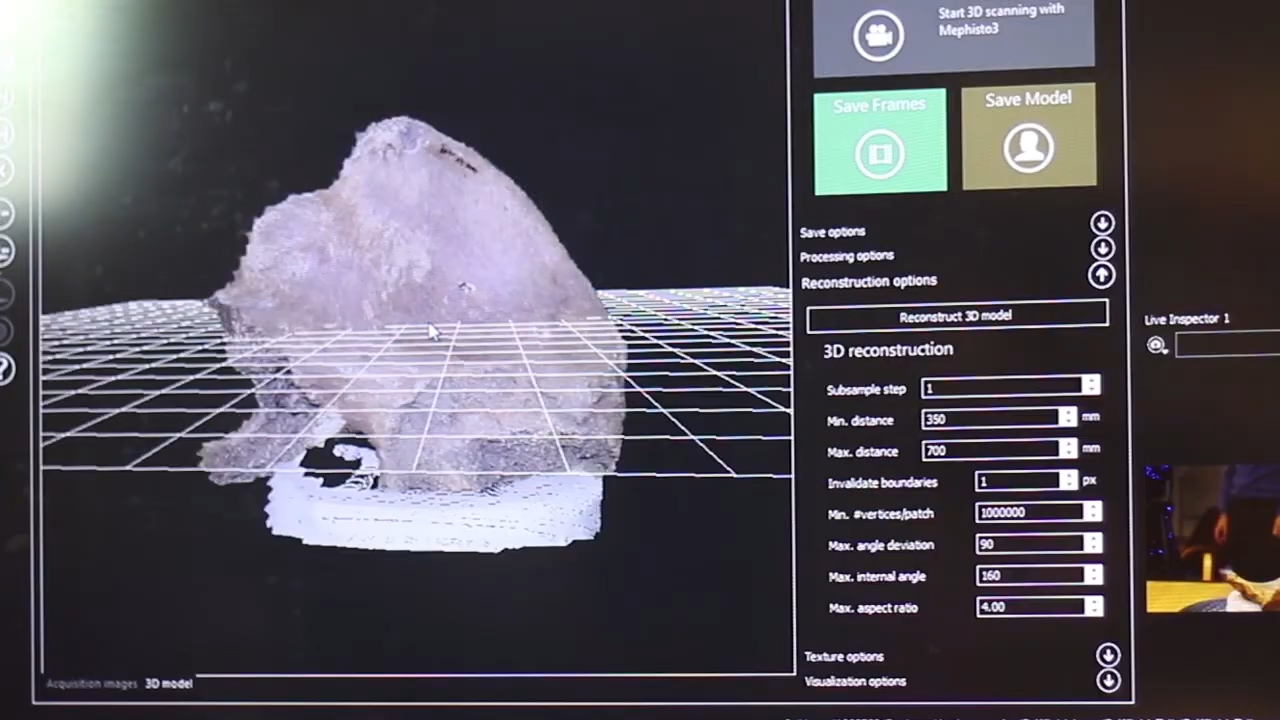 Start 3D scanning with
Mephisto3
Save Frames
Save Model
Save options
Processing options
Reconstruction options
Reconstruct 3D model
Live Inspector 1
3D reconstruction
Subsample step 1
Min. distance 350 mm
Max. distance 700 mm
Invalidate boundaries 1 px
Min. #vertices/patch 1000000
Max. angle deviation 90
Max. internal angle 160
Max. aspect ratio 4.00
Texture options
Visualization options
Acquisition images 3D model